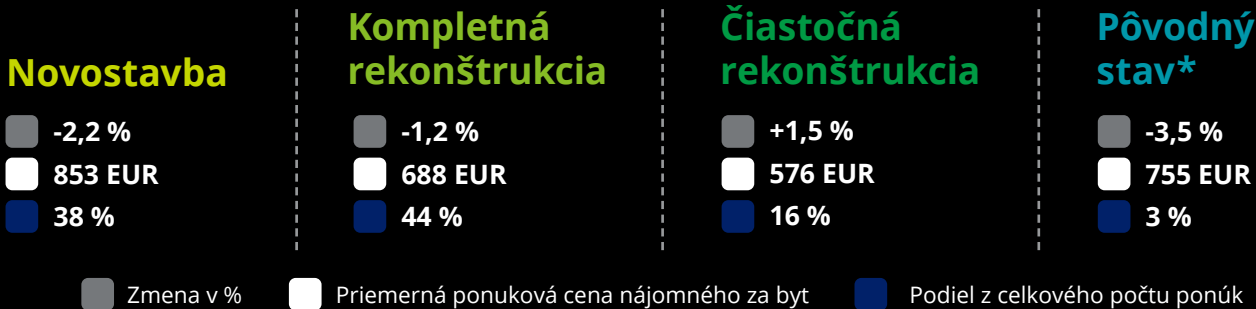 Novostavba
-2,2 %
853 EUR
38 %
Kompletná
rekonštrukcia
-1,2 %
688 EUR
44 %
Čiastočná
rekonštrukcia
+1,5 %
576 EUR
16 %
Pôvodný
stav*
-3,5 %
755 EUR
3 %
Zmena v %
Priemerná ponuková cena nájomného za byt
Podiel z celkového počtu ponúk